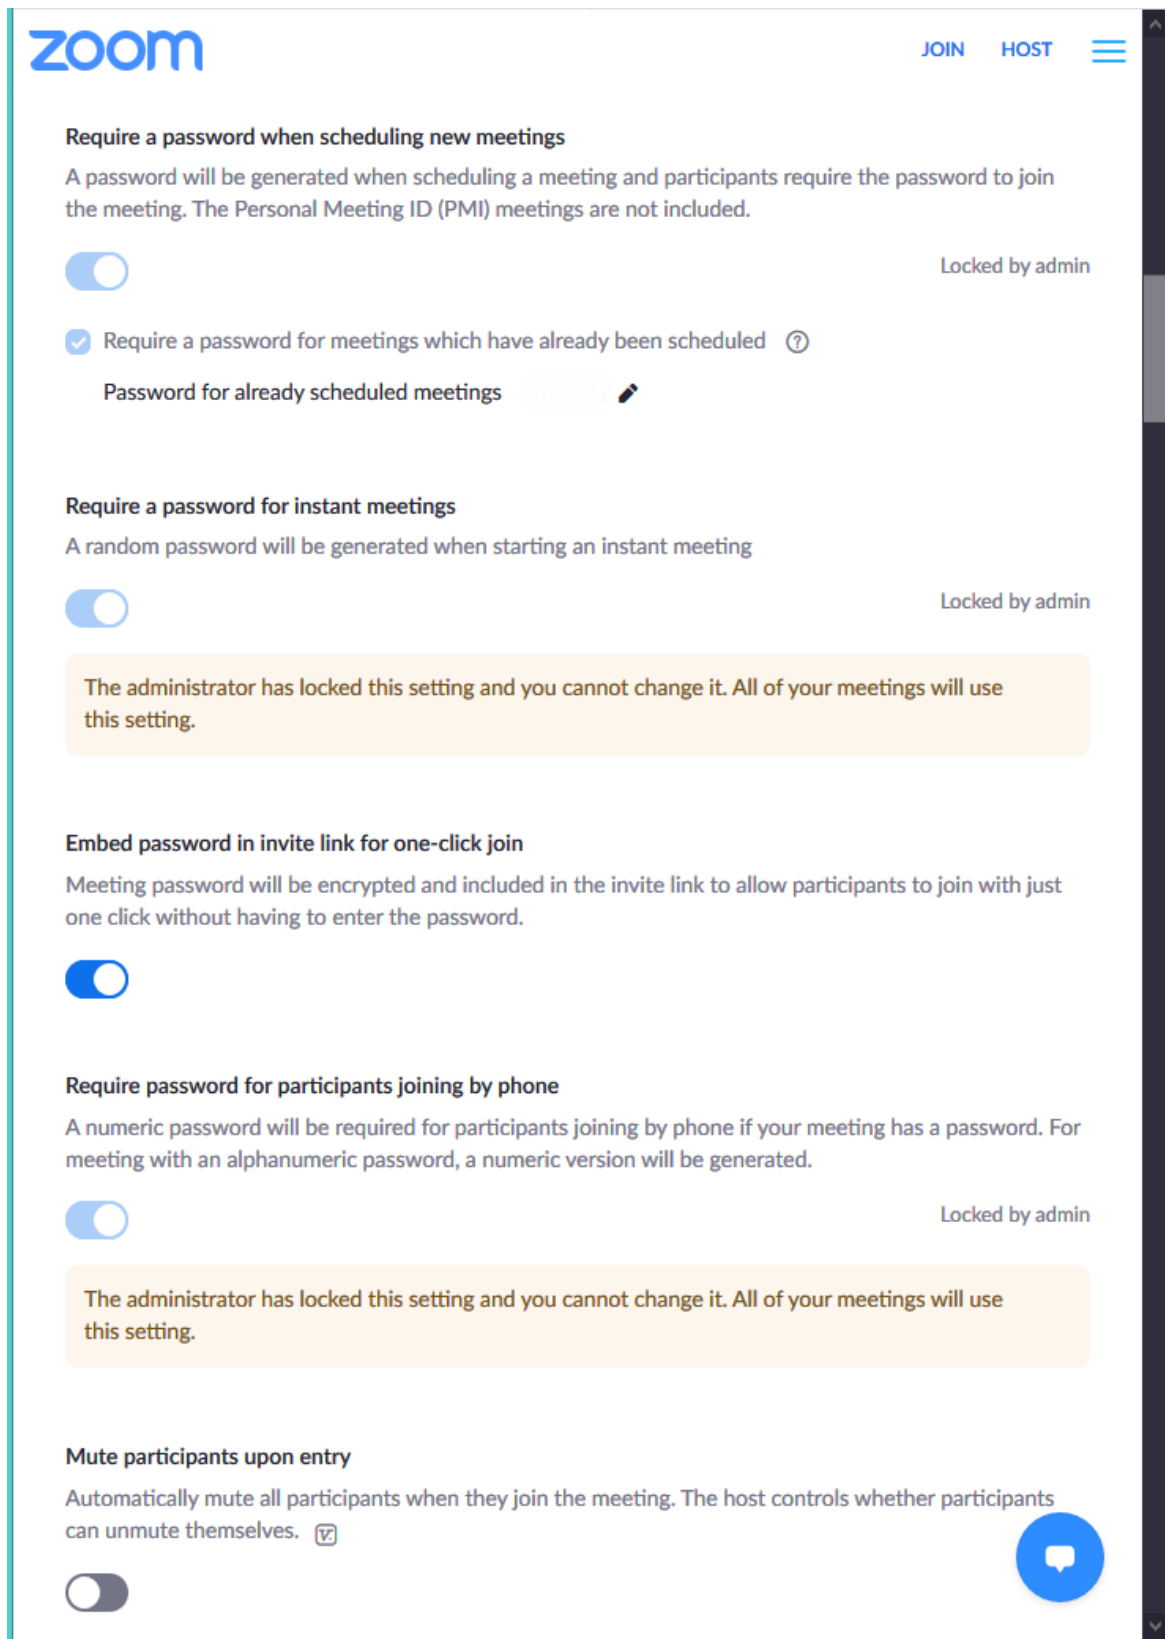 zoom
JOIN HOST
Require a password when scheduling new meetings
A password will be generated when scheduling a meeting and participants require the password to join
the meeting. The Personal Meeting ID (PMI) meetings are not included.
Locked by admin
Require a password for meetings which have already been scheduled ?
Password for already scheduled meetings
Require a password for instant meetings
A random password will be generated when starting an instant meeting
Locked by admin
The administrator has locked this setting and you cannot change it. All of your meetings will use
this setting.
Embed password in invite link for one-click join
Meeting password will be encrypted and included in the invite link to allow participants to join with just
one click without having to enter the password.
Require password for participants joining by phone
A numeric password will be required for participants joining by phone if your meeting has a password. For
meeting with an alphanumeric password, a numeric version will be generated.
Locked by admin
The administrator has locked this setting and you cannot change it. All of your meetings will use
this setting.
Mute participants upon entry
Automatically mute all participants when they join the meeting. The host controls whether participants
can unmute themselves.